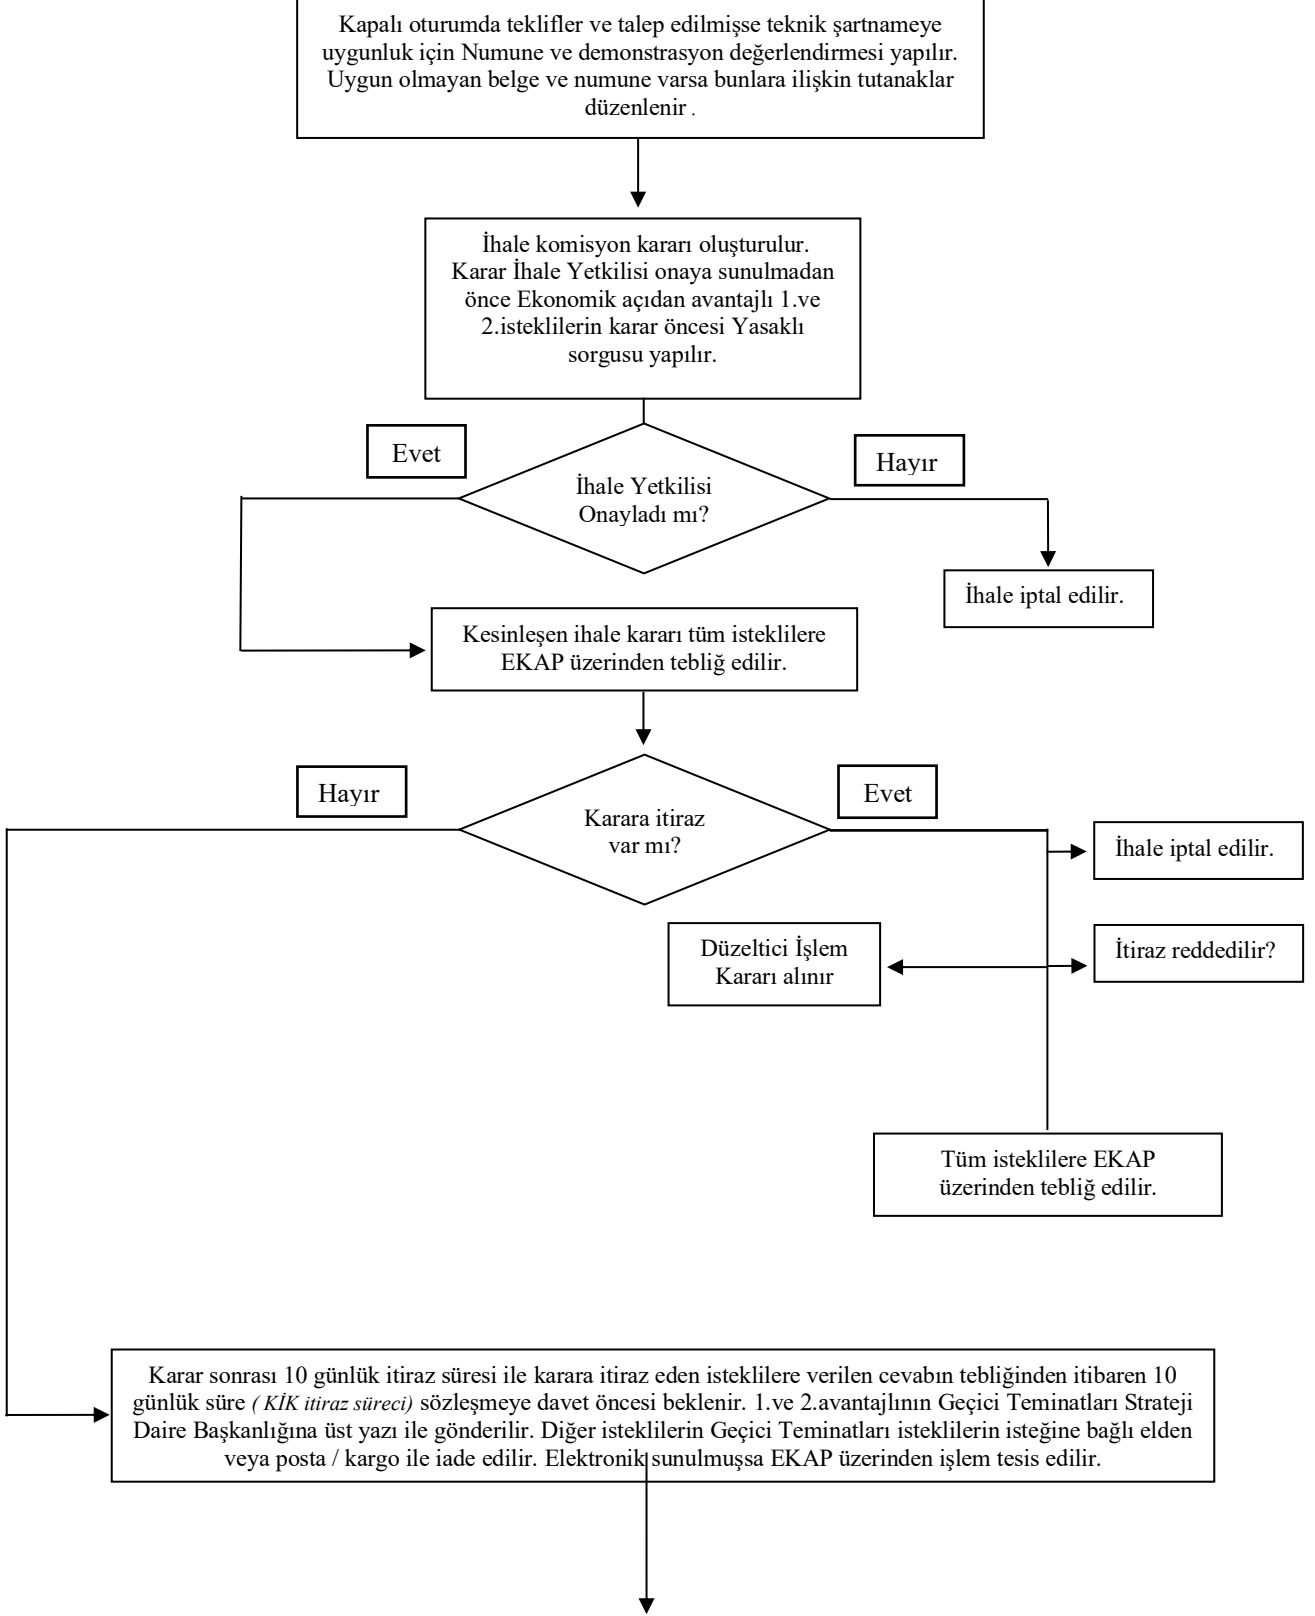 Kapalı oturumda teklifler ve talep edilmişse teknik şartnameye
uygunluk için Numune ve demonstrasyon değerlendirmesi yapılır.
Uygun olmayan belge ve numune varsa bunlara ilişkin tutanaklar
düzenlenir .
İhale komisyon kararı oluşturulur.
Karar İhale Yetkilisi onaya sunulmadan
önce Ekonomik açıdan avantajlı 1.ve
2.isteklilerin karar öncesi Yasaklı
sorgusu yapılır.
Evet
Hayır
İhale Yetkilisi
Onayladı mı?
İhale iptal edilir.
Kesinleşen ihale kararı tüm isteklilere
EKAP üzerinden tebliğ edilir.
Hayır
Evet
Karara itiraz
var mı?
İhale iptal edilir.
Düzeltici İşlem
Kararı alınır
İtiraz reddedilir?
Tüm isteklilere EKAP
üzerinden tebliğ edilir.
Karar sonrası 10 günlük itiraz süresi ile karara itiraz eden isteklilere verilen cevabın tebliğinden itibaren 10
günlük süre ( KİK itiraz süreci) sözleşmeye davet öncesi beklenir. 1.ve 2.avantajlının Geçici Teminatları Strateji
Daire Başkanlığına üst yazı ile gönderilir. Diğer isteklilerin Geçici Teminatları isteklilerin isteğine bağlı elden
veya posta / kargo ile iade edilir. Elektronik sunulmuşsa EKAP üzerinden işlem tesis edilir.